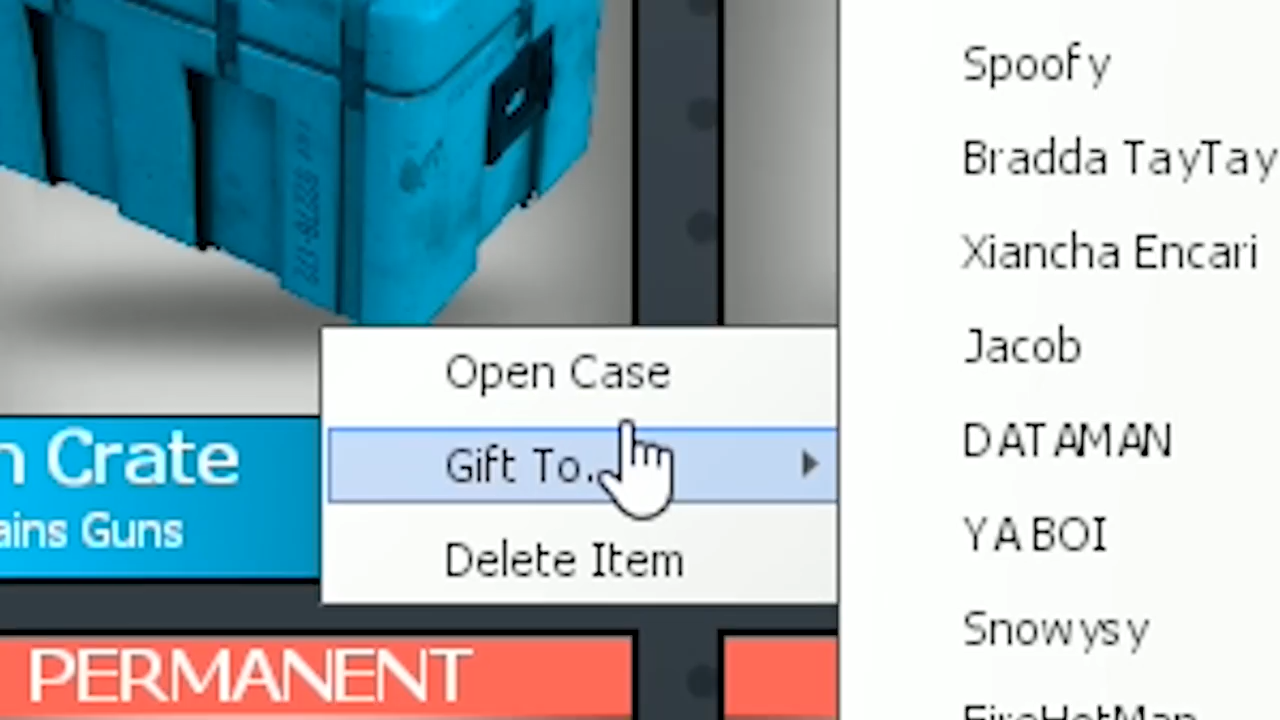 Spoofy
Bradda TayTay
Xiancha Encari
Jacob
DATAMAN
YA BOI
Snowysy
FireHotMan
Open Case
Gift To..
Delete Item
Crate
ains Guns
PERMANENT